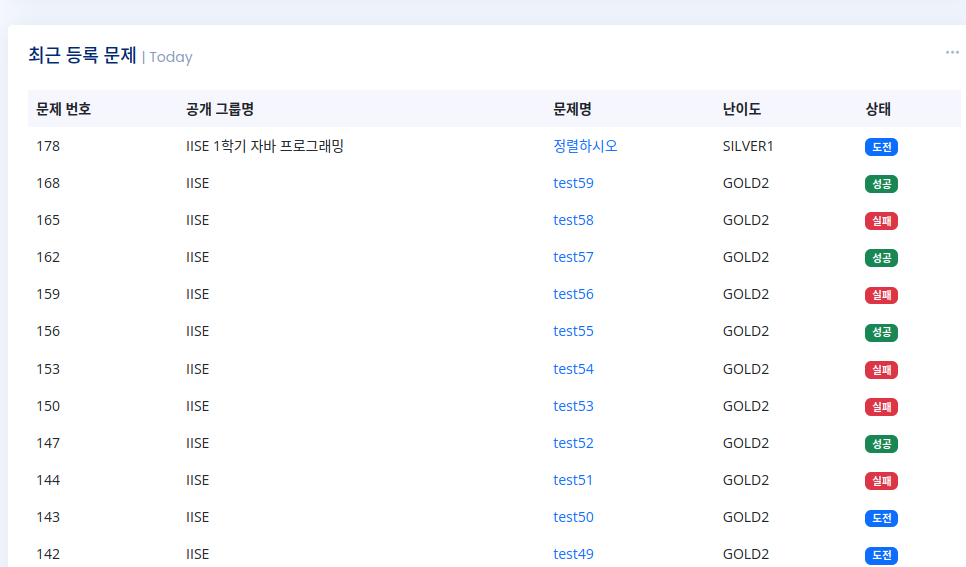 최근 등록 문제 | Today
문제 번호 공개 그룹명 문제명 난이도 상태
178 IISE 1학기 자바 프로그래밍 정렬하시오 SILVER1 도전
168 IISE test59 GOLD2 성공
165 IISE test58 GOLD2 실패
162 IISE test57 GOLD2 성공
159 IISE test56 GOLD2 실패
156 IISE test55 GOLD2 성공
153 IISE test54 GOLD2 실패
150 IISE test53 GOLD2 실패
147 IISE test52 GOLD2 성공
144 IISE test51 GOLD2 실패
143 IISE test50 GOLD2 도전
142 IISE test49 GOLD2 도전